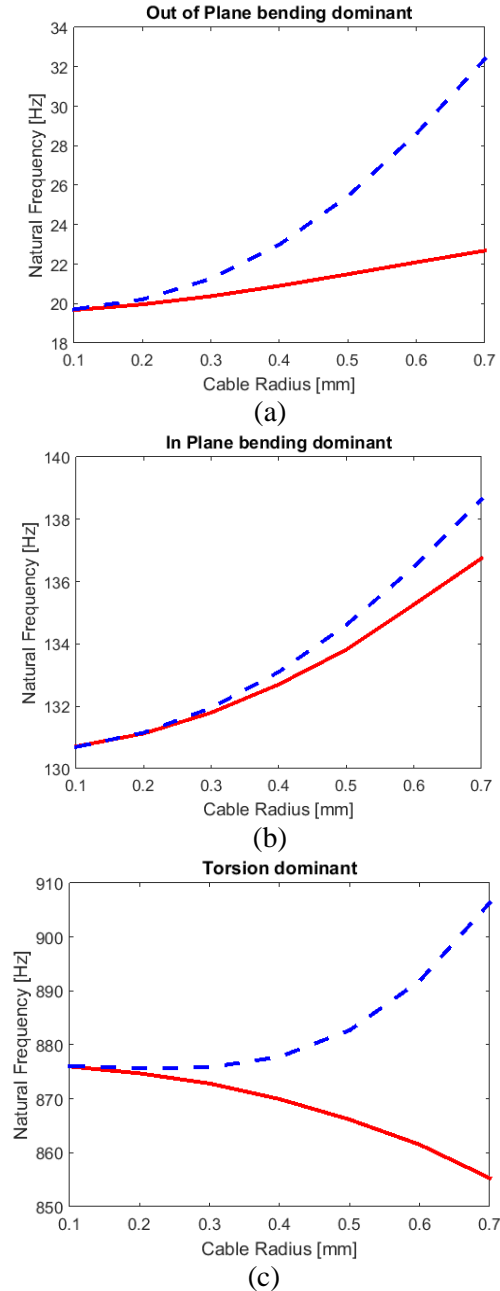 Out of Plane bending dominant
34
32
30
28
26
24
22
20
18
Natural Frequency [Hz]
0.1 0.2 0.3 0.4 0.5 0.6 0.7
Cable Radius [mm]
(a)
In Plane bending dominant
140
138
136
134
132
130
Natural Frequency [Hz]
0.1 0.2 0.3 0.4 0.5 0.6 0.7
Cable Radius [mm]
(b)
Torsion dominant
910
900
890
880
870
860
850
Natural Frequency [Hz]
0.1 0.2 0.3 0.4 0.5 0.6 0.7
Cable Radius [mm]
(c)